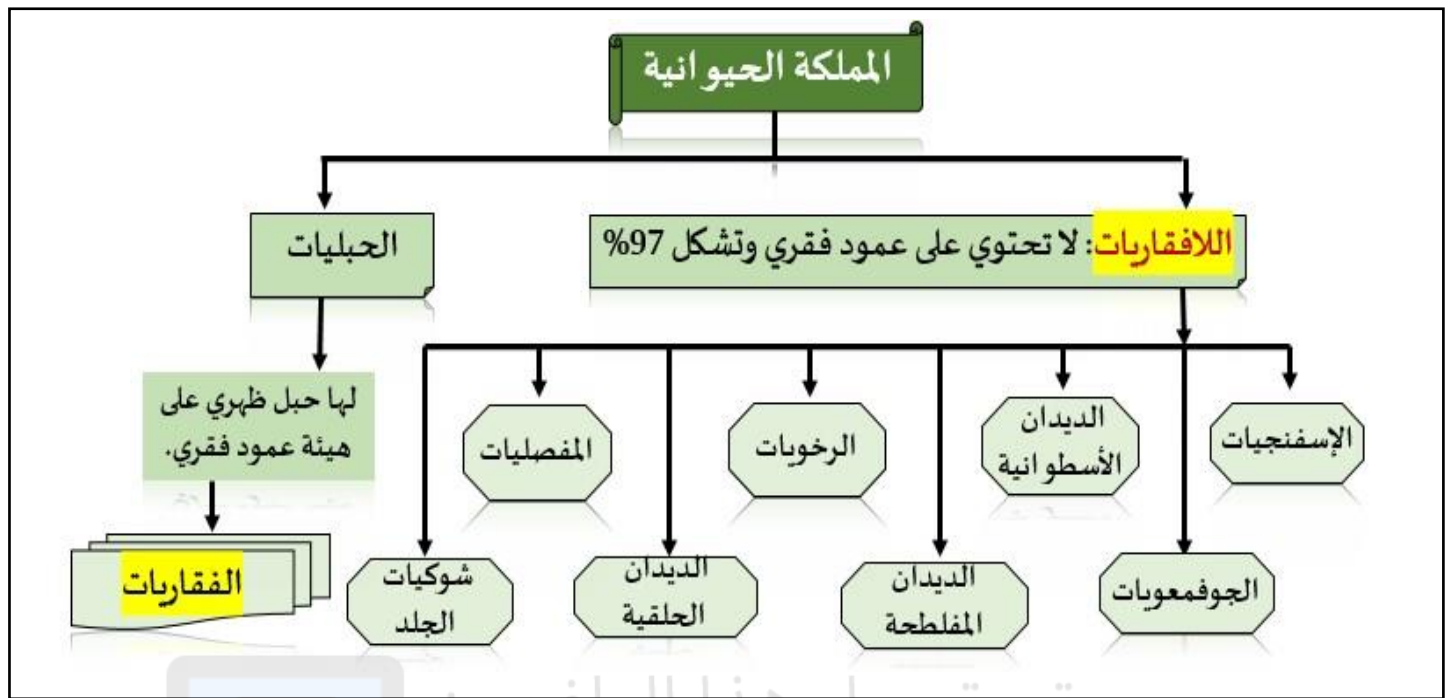 المملكة الحيوانية
اللافقاريات: لا تحتوي على عمود فقري وتشكل 97%
الحبليات
لها حبل ظهري على
هيئة عمود فقري.
الفقاريات
الإسفنجيات
الديدان
الأسطوانية
الرخويات
المفصليات
الجوفمعويات
الديدان
المفلطحة
الديدان
الحلقية
شوكيات
الجلد